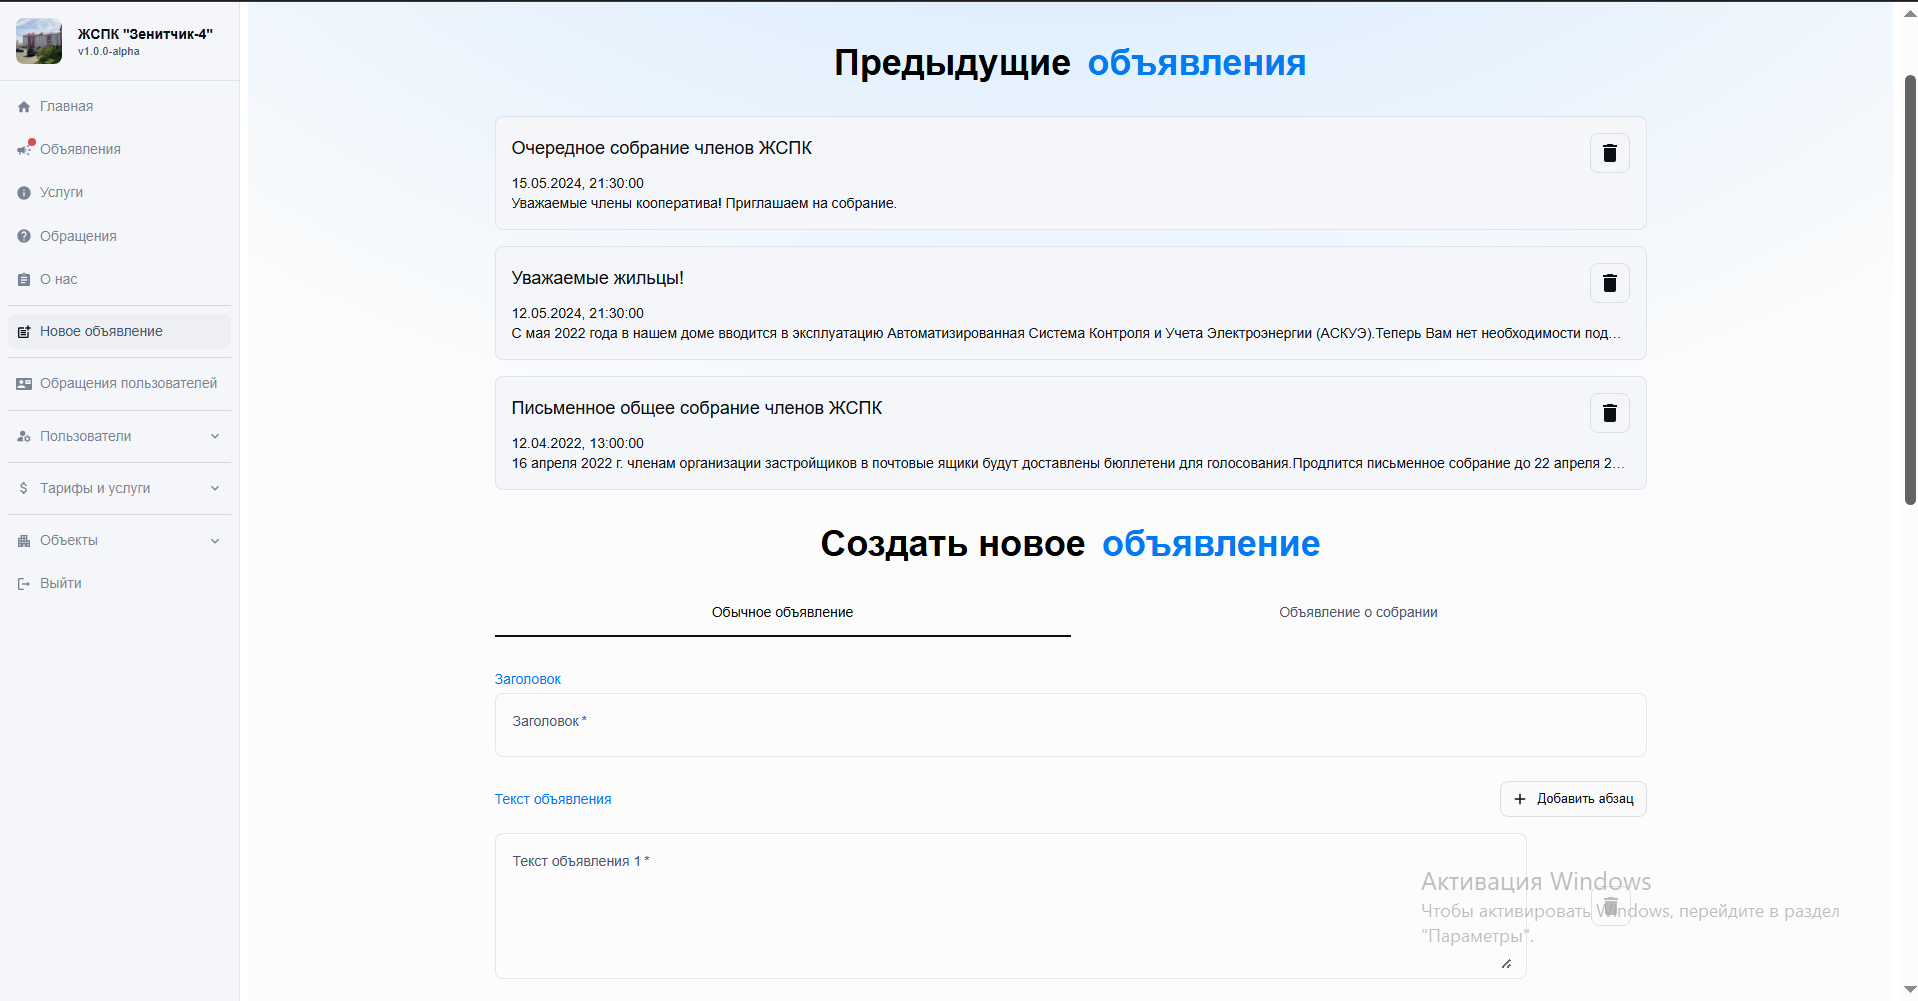 ЖСПК "Зенитчик-4"
v1.0.0-alpha
Главная
Объявления
Услуги
Обращения
О нас
Новое объявление
Обращения пользователей
Пользователи
Тарифы и услуги
Объекты
Выйти
Предыдущие объявления
Очередное собрание членов ЖСПК
15.05.2024, 21:30:00
Уважаемые члены кооператива! Приглашаем на собрание.
Уважаемые жильцы!
12.05.2024, 21:30:00
С мая 2022 года в нашем доме вводится в эксплуатацию Автоматизированная Система Контроля и Учета Электроэнергии (АСКУЭ).Теперь Вам нет необходимости под...
Письменное общее собрание членов ЖСПК
12.04.2022, 13:00:00
16 апреля 2022 г. членам организации застройщиков в почтовые ящики будут доставлены бюллетени для голосования.Продлится письменное собрание до 22 апреля 2...
Создать новое объявление
Обычное объявление
Объявление о собрании
Заголовок
Заголовок *
Текст объявления
Добавить абзац
Текст объявления 1 *
Активация Windows
Чтобы активировать Windows, перейдите в раздел
"Параметры".